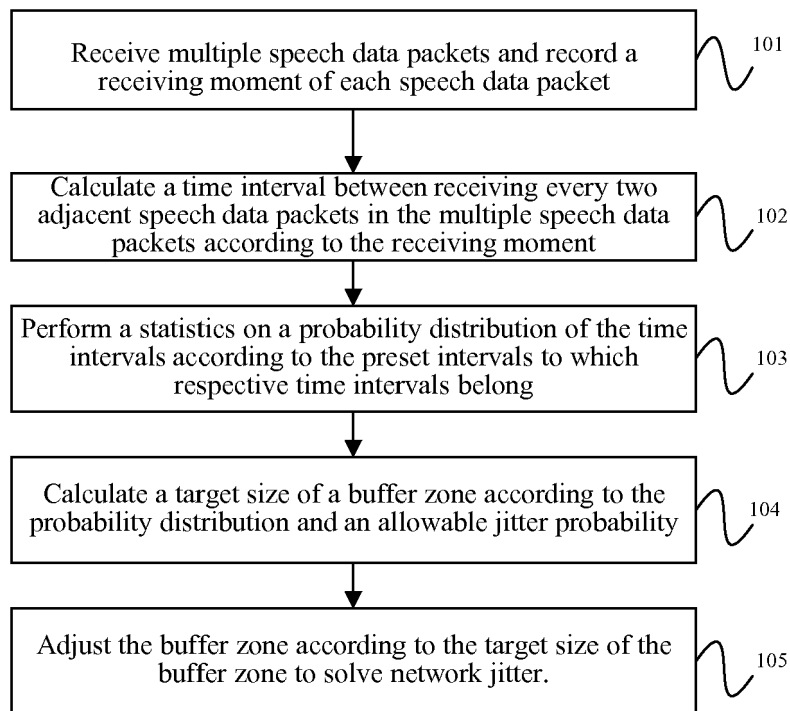 Receive multiple speech data packets and record a
receiving moment of each speech data packet
101
Calculate a time interval between receiving every two
adjacent speech data packets in the multiple speech data
packets according to the receiving moment
102
Perform a statistics on a probability distribution of the time
intervals according to the preset intervals to which
respective time intervals belong
103
Calculate a target size of a buffer zone according to the
probability distribution and an allowable jitter probability
104
Adjust the buffer zone according to the target size of the
buffer zone to solve network jitter.
105